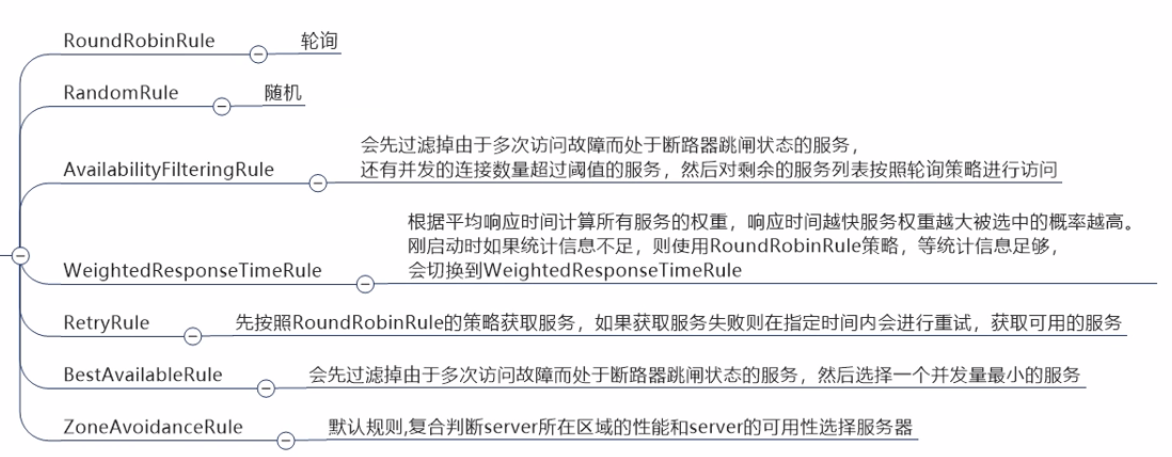 RoundRobinRule
轮询
RandomRule
随机
AvailabilityFilteringRule
会先过滤掉由于多次访问故障而处于断路器跳闸状态的服务，
还有并发的连接数量超过阈值的服务，然后对剩余的服务列表按照轮询策略进行访问
WeightedResponseTimeRule
根据平均响应时间计算所有服务的权重，响应时间越快服务权重越大被选中的概率越高。
刚启动时如果统计信息不足，则使用RoundRobinRule策略，等统计信息足够，
会切换到WeightedResponseTimeRule
RetryRule
先按照RoundRobinRule的策略获取服务，如果获取服务失败则在指定时间内会进行重试，获取可用的服务
BestAvailableRule
会先过滤掉由于多次访问故障而处于断路器跳闸状态的服务，然后选择一个并发量最小的服务
ZoneAvoidanceRule
默认规则,复合判断server所在区域的性能和server的可用性选择服务器